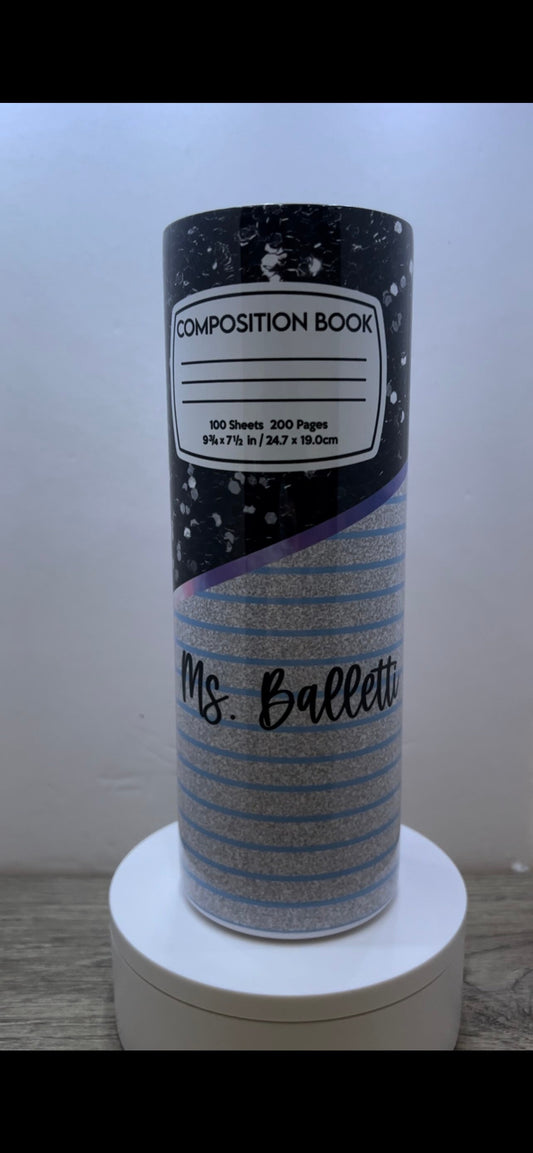 COMPOSITION BOOK
100 Sheets 200 Pages
9¾ x 7½ in / 24.7 x 19.0cm
Ms. Balletti